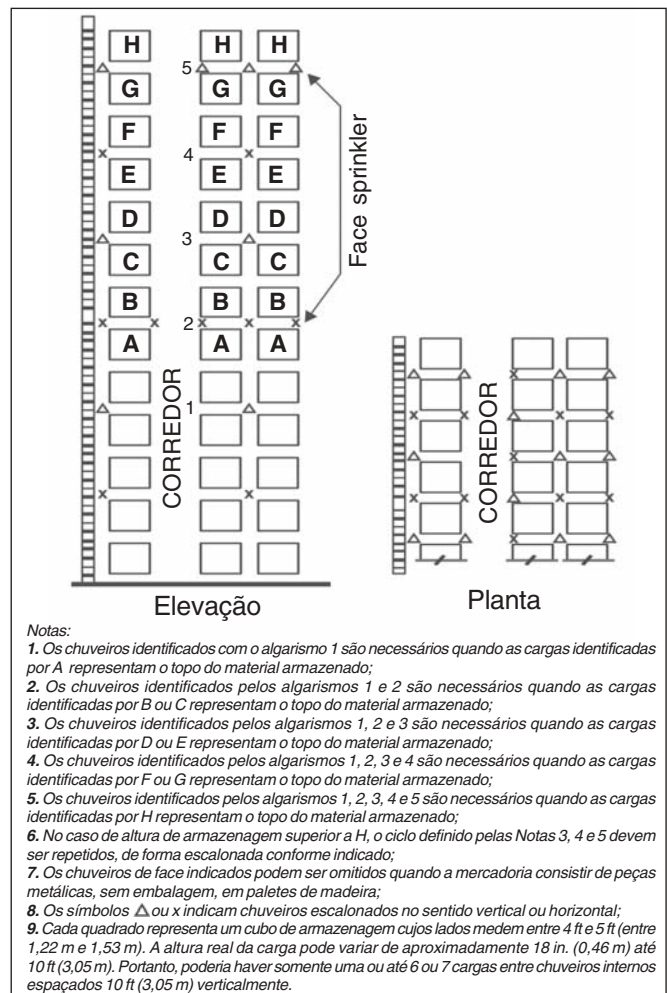 H H H
5
G G G
F F F
4
E E E
D D D
3
C C C
B B B
2
A A A
1
CORREDOR
Face sprinkler
CORREDOR
Elevação
Planta
Notas:
1. Os chuveiros identificados com o algarismo 1 são necessários quando as cargas identificadas
por A representam o topo do material armazenado;
2. Os chuveiros identificados pelos algarismos 1 e 2 são necessários quando as cargas
identificadas por B ou C representam o topo do material armazenado;
3. Os chuveiros identificados pelos algarismos 1, 2 e 3 são necessários quando as cargas
identificadas por D ou E representam o topo do material armazenado;
4. Os chuveiros identificados pelos algarismos 1, 2, 3 e 4 são necessários quando as cargas
identificadas por F ou G representam o topo do material armazenado;
5. Os chuveiros identificados pelos algarismos 1, 2, 3, 4 e 5 são necessários quando as cargas
identificadas por H representam o topo do material armazenado;
6. No caso de altura de armazenagem superior a H, o ciclo definido pelas Notas 3, 4 e 5 devem
ser repetidos, de forma escalonada conforme indicado;
7. Os chuveiros de face indicados podem ser omitidos quando a mercadoria consistir de peças
metálicas, sem embalagem, em paletes de madeira;
8. Os símbolos △ ou x indicam chuveiros escalonados no sentido vertical ou horizontal;
9. Cada quadrado representa um cubo de armazenagem cujos lados medem entre 4 ft e 5 ft (entre
1,22 m e 1,53 m). A altura real da carga pode variar de aproximadamente 18 in. (0,46 m) até
10 ft (3,05 m). Portanto, poderia haver somente uma ou até 6 ou 7 cargas entre chuveiros internos
espaçados 10 ft (3,05 m) verticalmente.